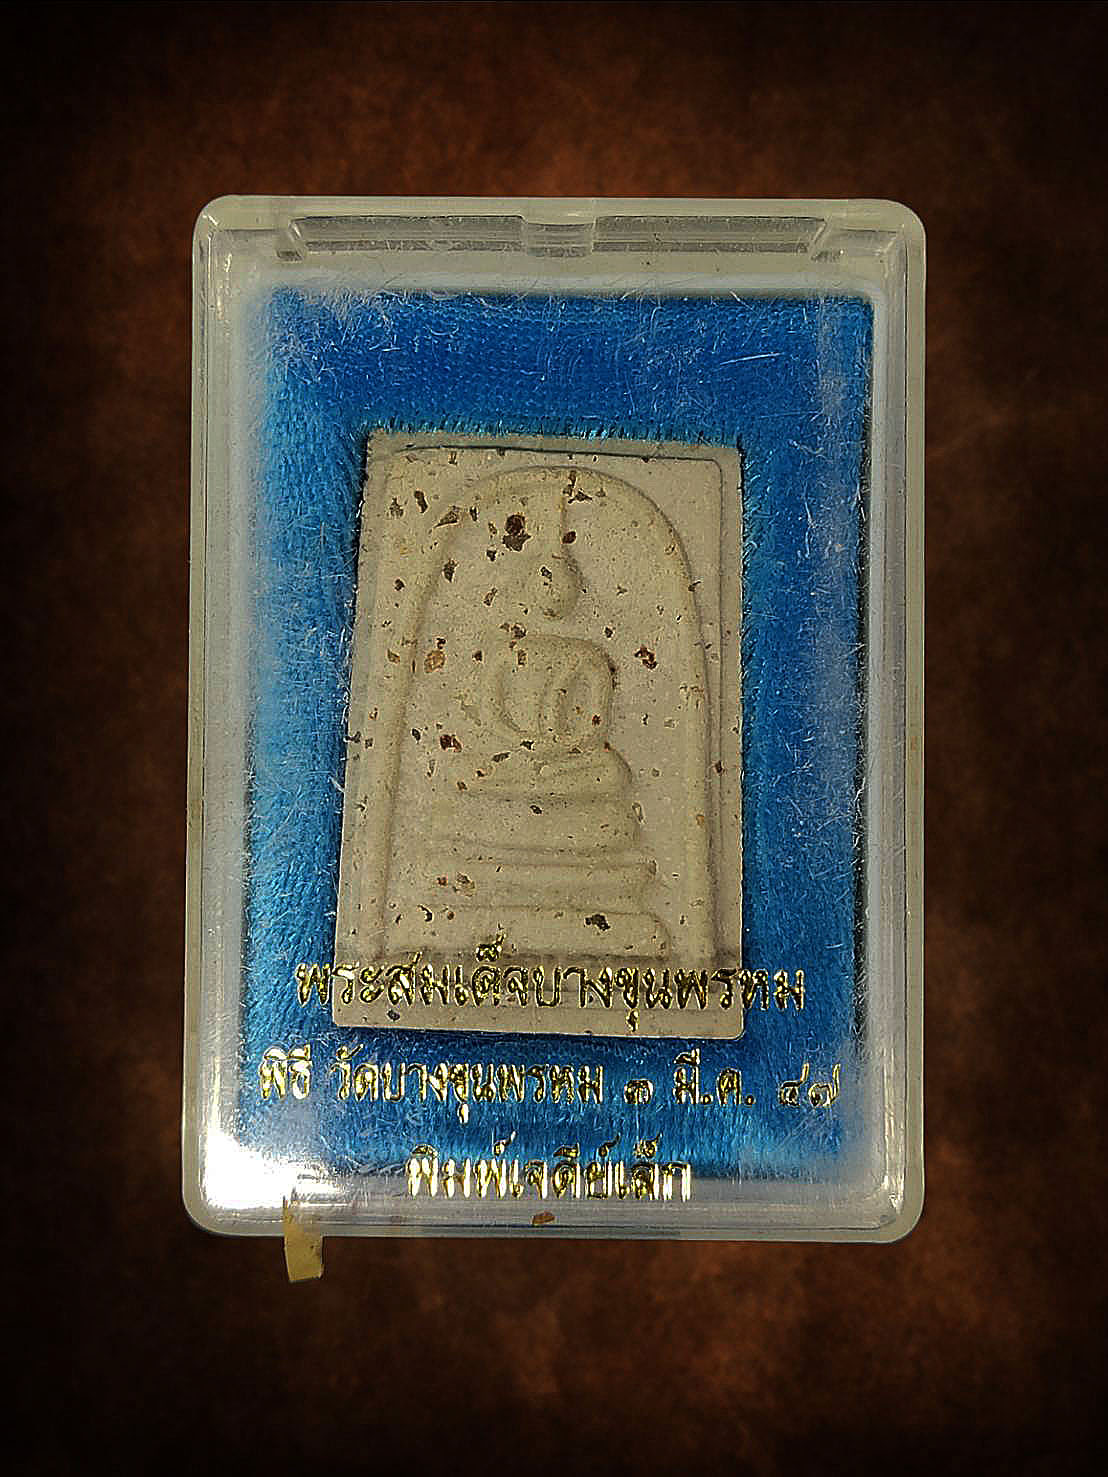 พระสมเด็จบางขุนพรหม
พิธี วัดบางขุนพรหม ๓ มี.ค. ๔๗
พิมพ์เจดีย์เล็ก